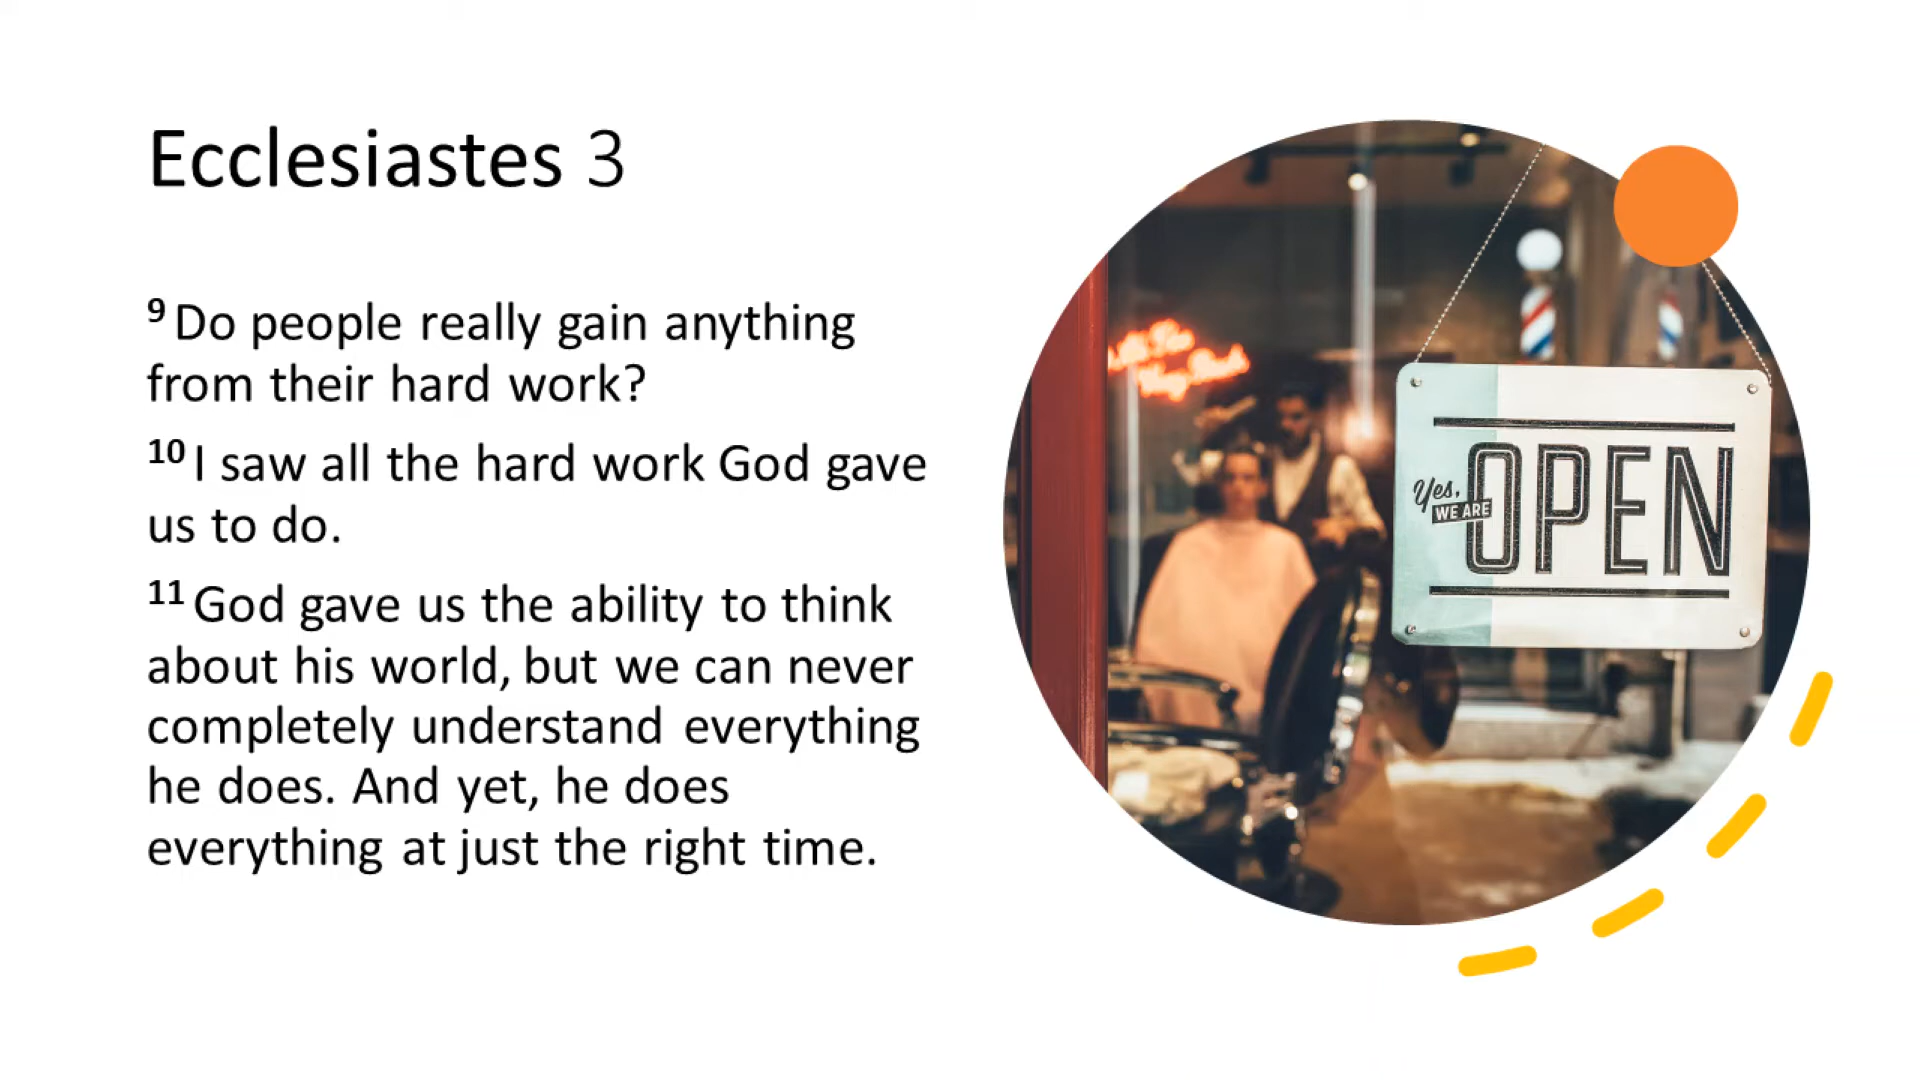 Ecclesiastes 3
9 Do people really gain anything
from their hard work?
10 I saw all the hard work God gave
us to do.
11 God gave us the ability to think
about his world, but we can never
completely understand everything
he does. And yet, he does
everything at just the right time.
Yes,
WE ARE
OPEN